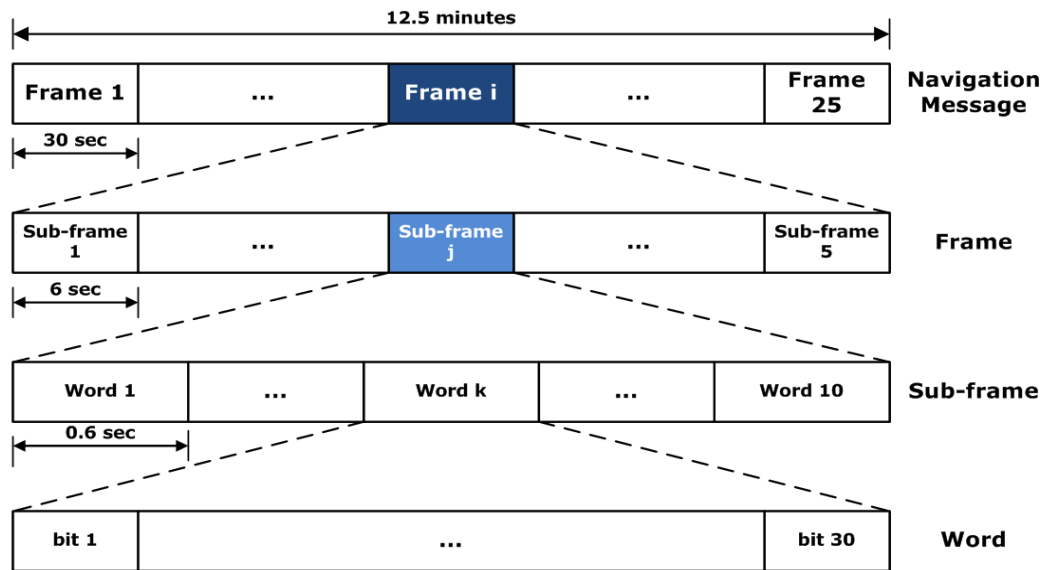 12.5 minutes
Frame 1
...
Frame i
...
Frame
25
Navigation
Message
30 sec
Sub-frame
1
...
Sub-frame
j
...
Sub-frame
5
Frame
6 sec
Word 1
...
Word k
...
Word 10
Sub-frame
0.6 sec
bit 1
...
bit 30
Word